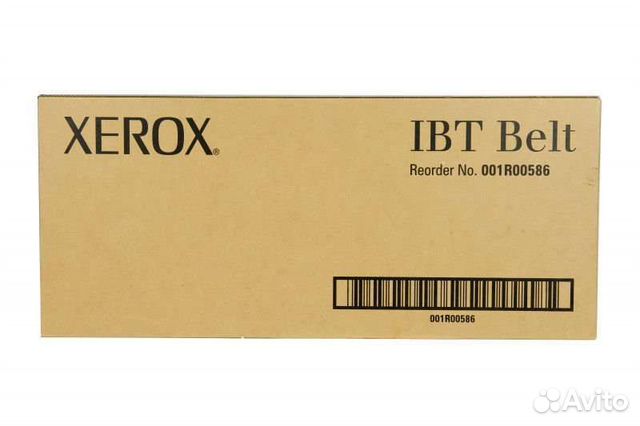 XEROX®
IBT Belt
Reorder No. 001R00586
001R00586
Avito